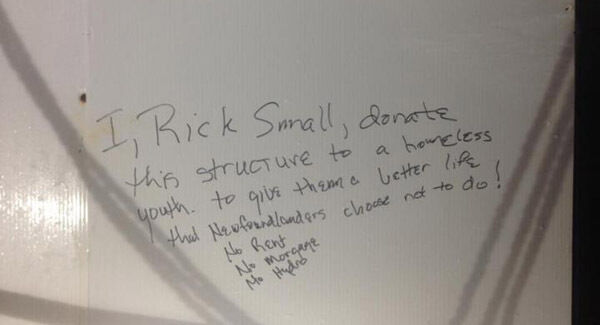 I, Rick Small, donate
this structure to a homeless
youth. to give them a better life
that Newfoundlanders choose not to do!
No Rent
No morgage
No Hydro